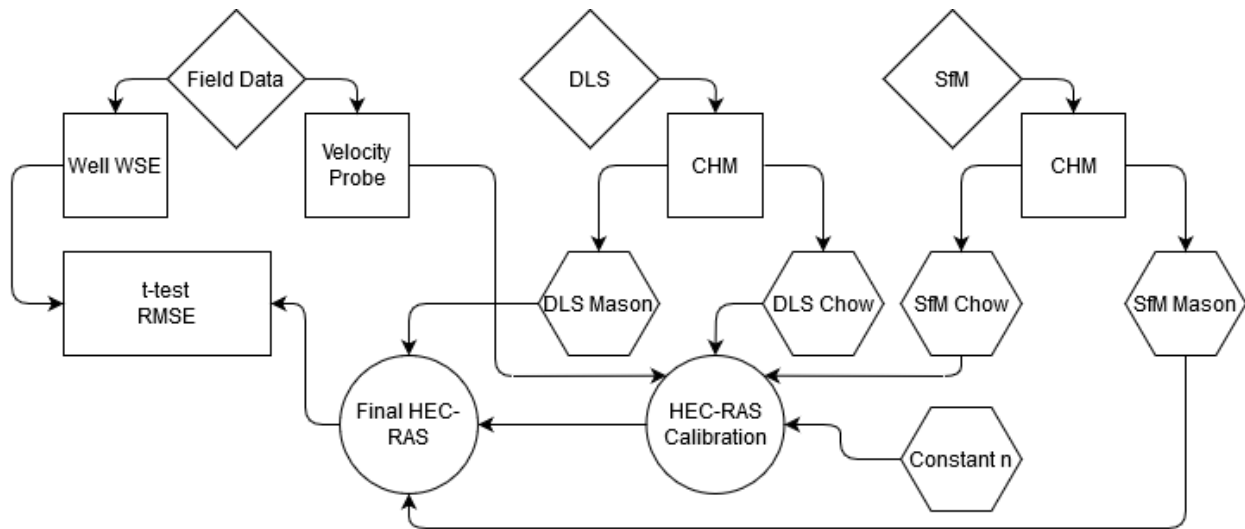 Field Data
DLS
SfM
Well WSE
Velocity
Probe
CHM
CHM
t-test
RMSE
DLS Mason
DLS Chow
SfM Chow
SfM Mason
Final HEC-
RAS
HEC-RAS
Calibration
Constant n